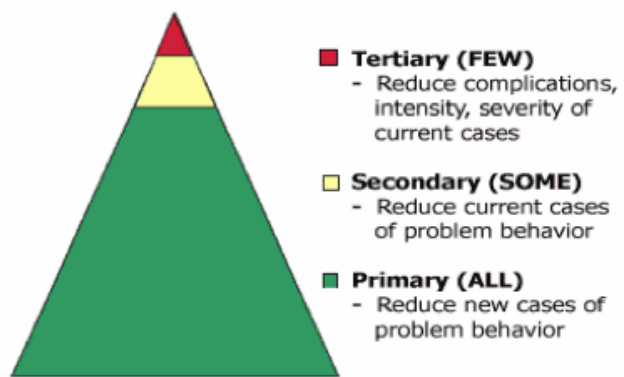 Tertiary (FEW)
- Reduce complications,
intensity, severity of
current cases
Secondary (SOME)
- Reduce current cases
of problem behavior
Primary (ALL)
- Reduce new cases of
problem behavior